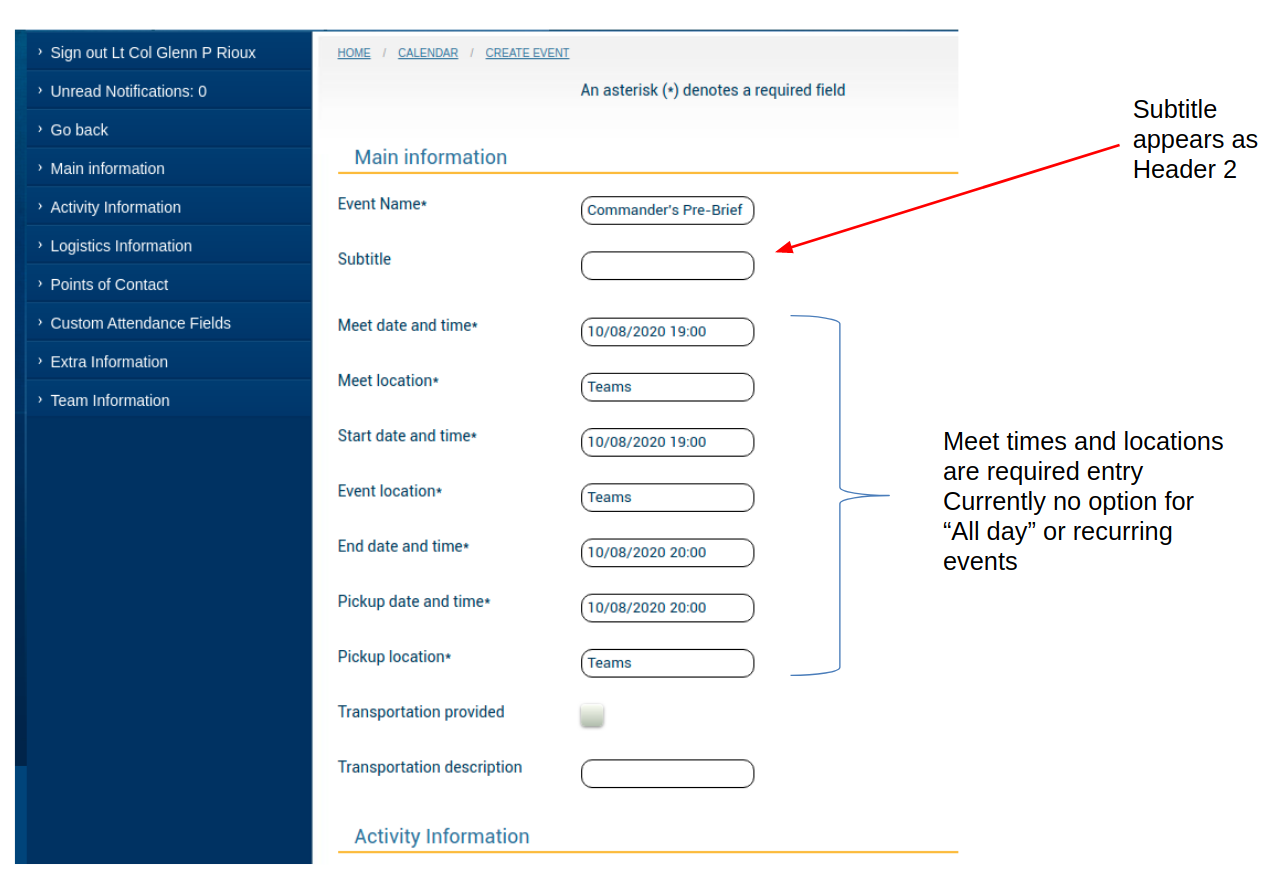 › Sign out Lt Col Glenn P Rioux
› Unread Notifications: 0
› Go back
› Main information
› Activity Information
› Logistics Information
› Points of Contact
› Custom Attendance Fields
› Extra Information
› Team Information
HOME / CALENDAR / CREATE EVENT
An asterisk (*) denotes a required field
Main information
Event Name* Commander's Pre-Brief
Subtitle
Meet date and time* 10/08/2020 19:00
Meet location* Teams
Start date and time* 10/08/2020 19:00
Event location* Teams
End date and time* 10/08/2020 20:00
Pickup date and time* 10/08/2020 20:00
Pickup location* Teams
Transportation provided
Transportation description
Activity Information
Subtitle
appears as
Header 2
Meet times and locations
are required entry
Currently no option for
“All day” or recurring
events